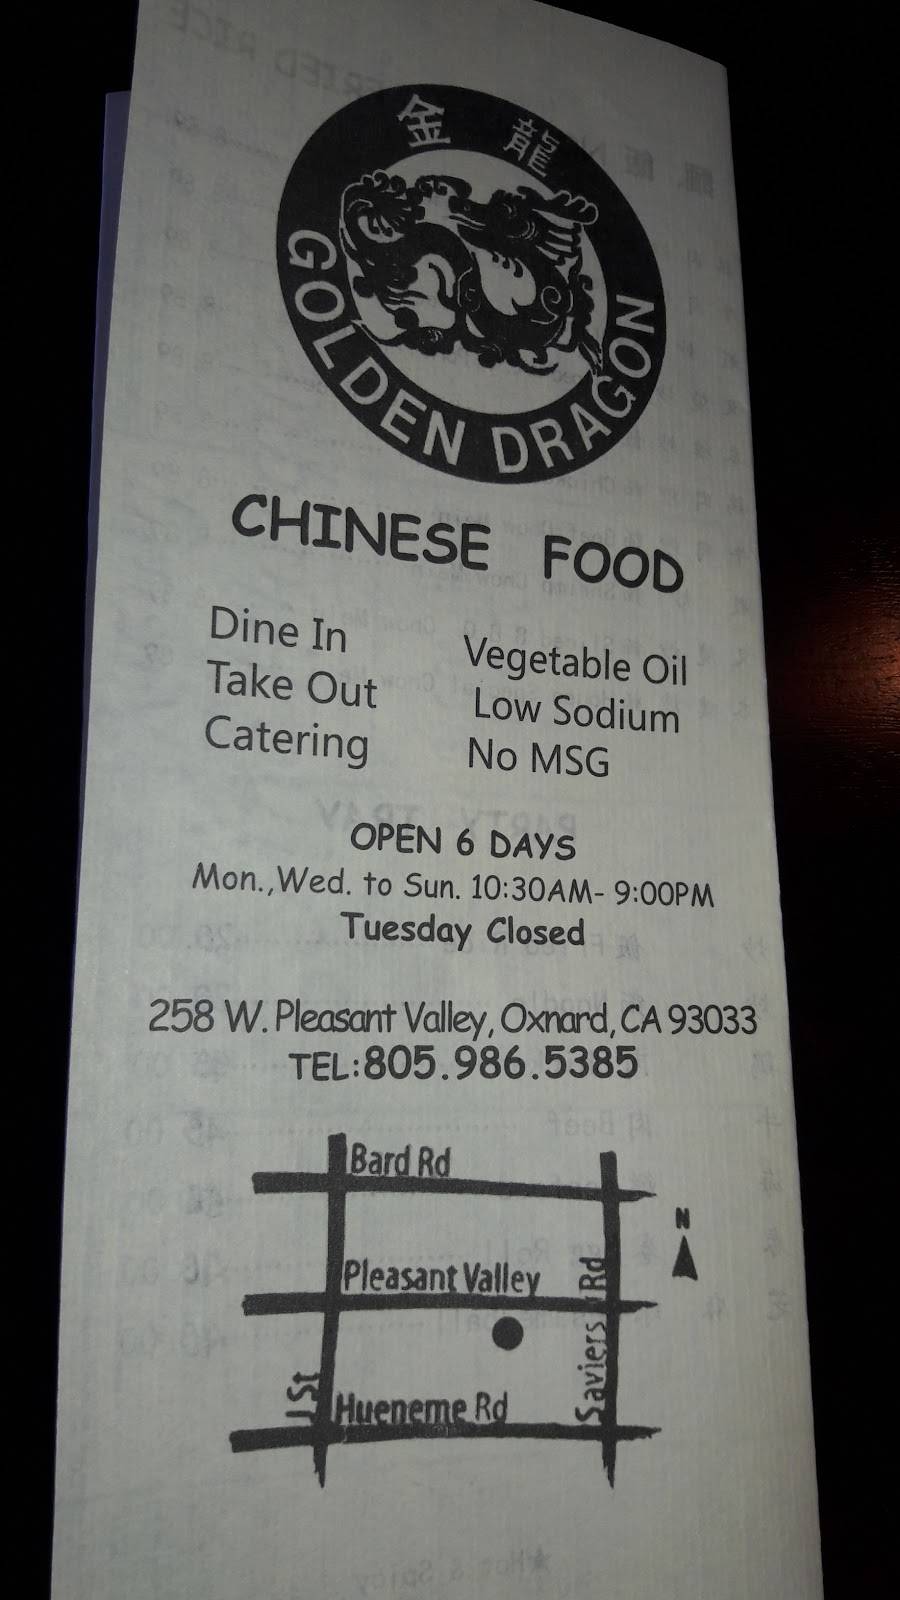 金 龍
GOLDEN DRAGON
CHINESE FOOD
Dine In
Take Out
Catering
Vegetable Oil
Low Sodium
No MSG
OPEN 6 DAYS
Mon.,Wed. to Sun. 10:30AM- 9:00PM
Tuesday Closed
258 W. Pleasant Valley, Oxnard, CA 93033
TEL:805.986.5385
Bard Rd
N
Pleasant Valley
Saviers Rd
J St
Hueneme Rd